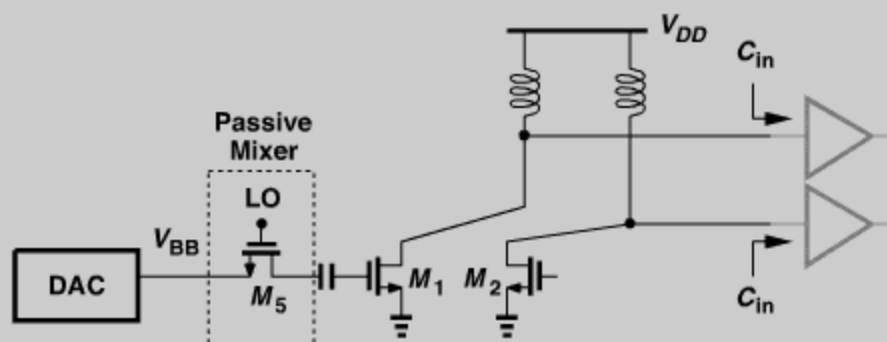 V_DD
C_in
Passive
Mixer
LO
V_BB
DAC
M_5
M_1
M_2
C_in